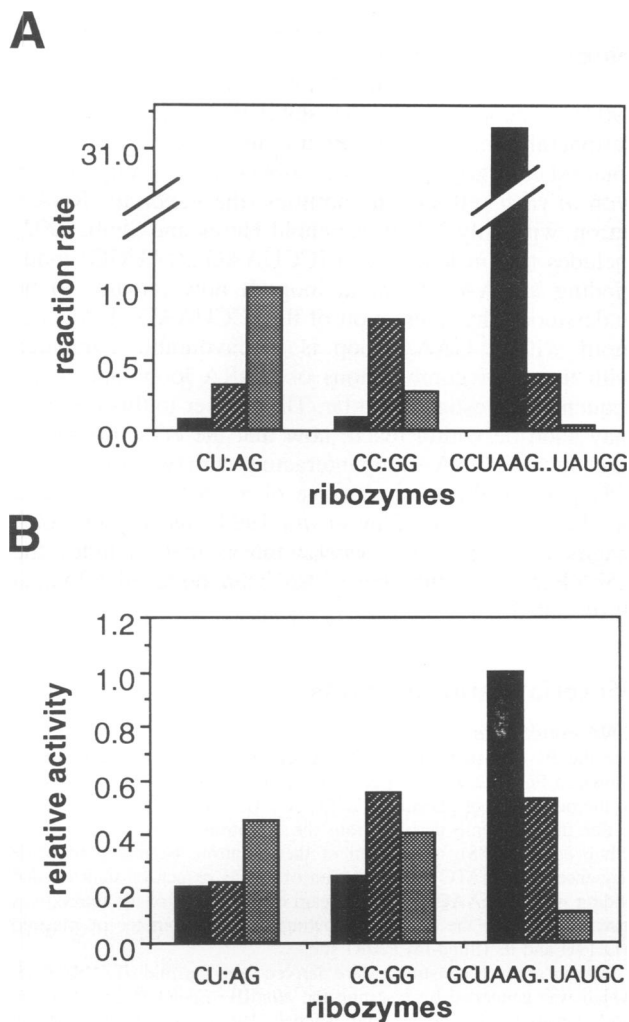 A
reaction rate
31.0
1.0
0.5
0.0
CU:AG CC:GG CCUAAG..UAUGG
ribozymes
B
relative activity
1.2
1.0
0.8
0.6
0.4
0.2
0.0
CU:AG CC:GG GCUAAG..UAUGC
ribozymes